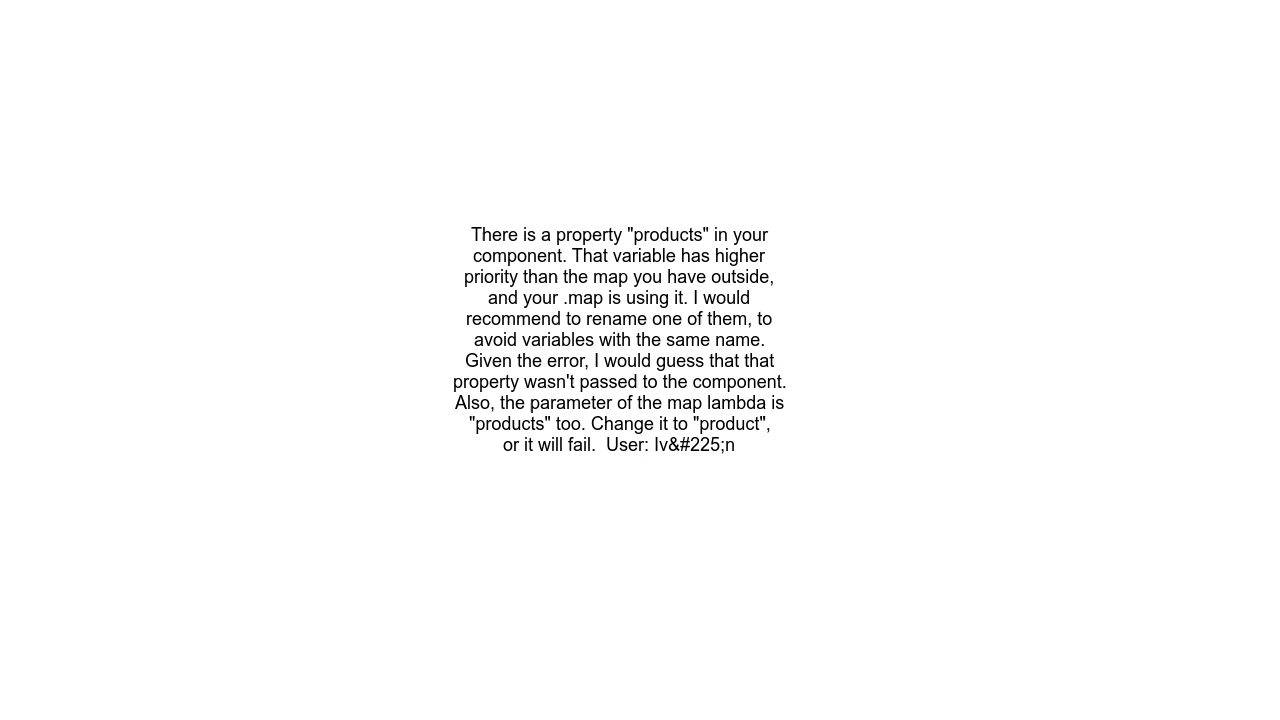 There is a property "products" in your
component. That variable has higher
priority than the map you have outside,
and your .map is using it. I would
recommend to rename one of them, to
avoid variables with the same name.
Given the error, I would guess that that
property wasn't passed to the component.
Also, the parameter of the map lambda is
"products" too. Change it to "product",
or it will fail.  User: Iv&#225;n